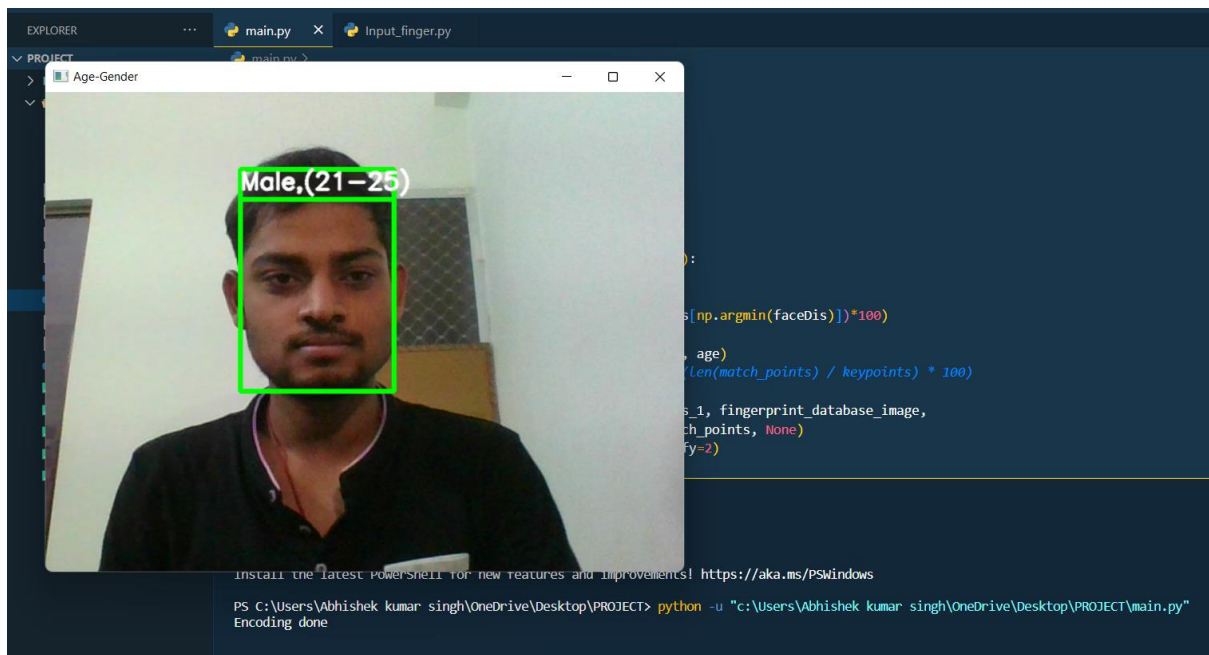 EXPLORER ... main.py × Input_finger.py
PROJECT main.py >
Age-Gender
Male,(21-25)
):
s[np.argmin(faceDis)])*100)
, age)
(len(match_points) / keypoints) * 100)
s_1, fingerprint_database_image,
ch_points, None)
fy=2)
Install the latest PowerShell for new features and improvements! https://aka.ms/PSWindows
PS C:\Users\Abhishek kumar singh\OneDrive\Desktop\PROJECT> python -u "c:\Users\Abhishek kumar singh\OneDrive\Desktop\PROJECT\main.py"
Encoding done